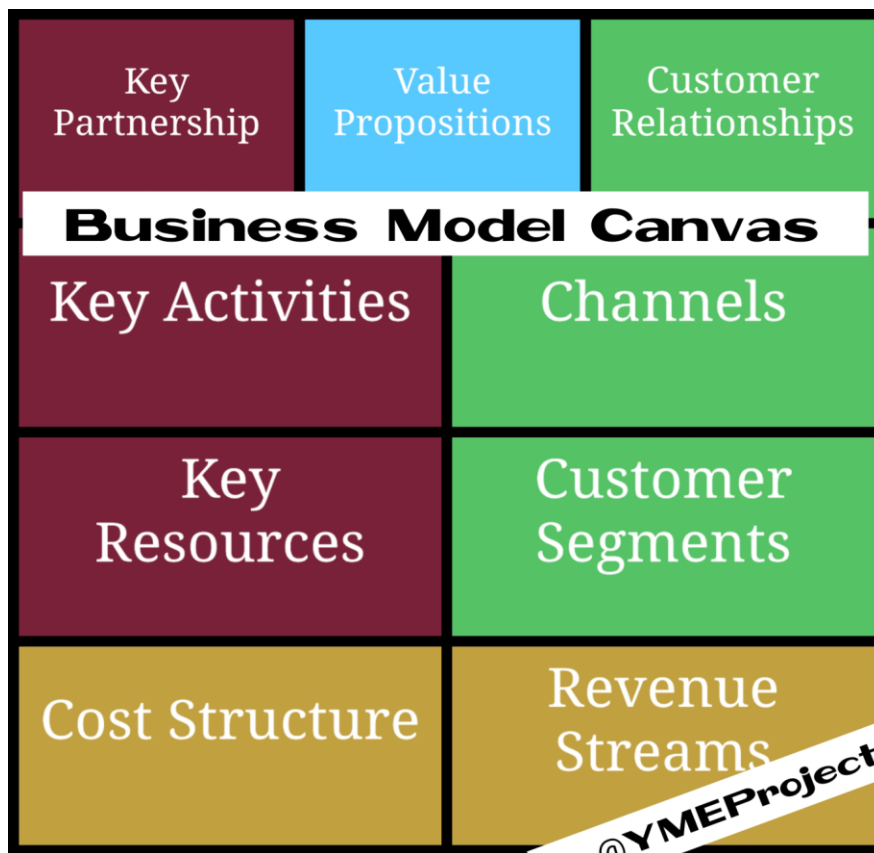 Key
Partnership
Value
Propositions
Customer
Relationships
Business Model Canvas
Key Activities
Channels
Key
Resources
Customer
Segments
Cost Structure
Revenue
Streams
@YMEProject